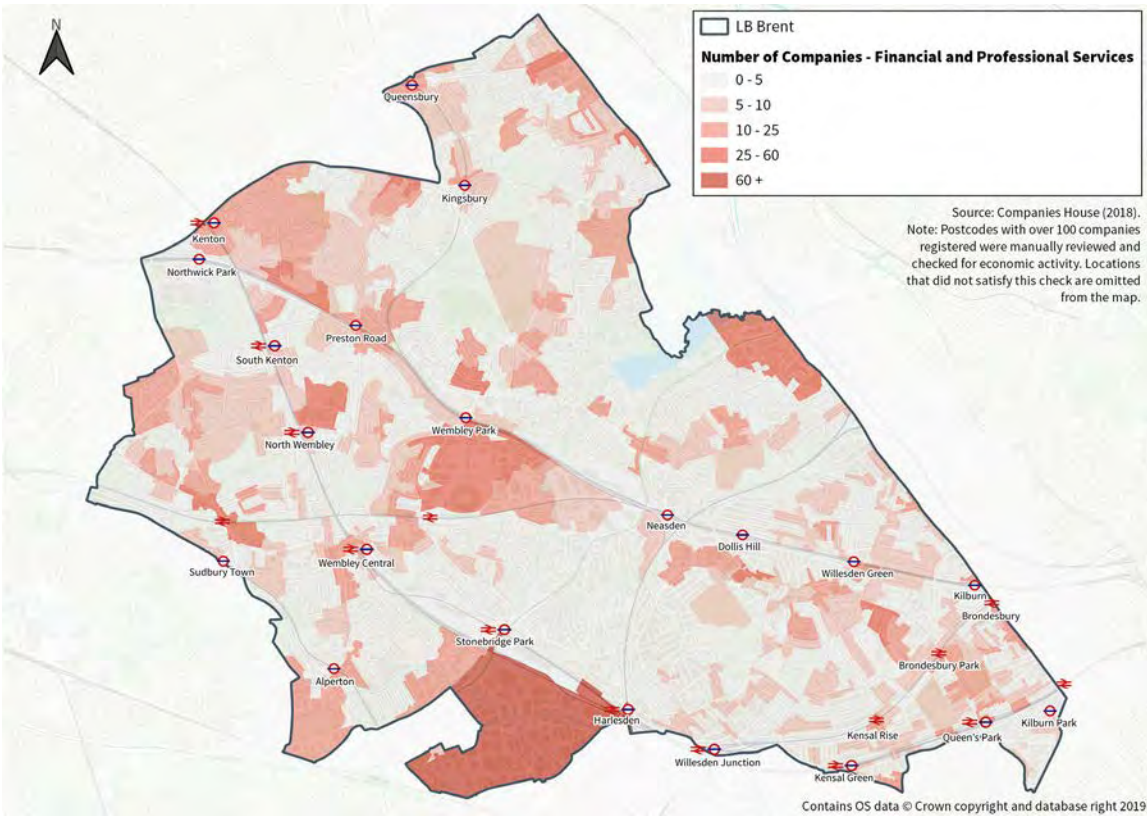 N
LB Brent
Number of Companies - Financial and Professional Services
0 - 5
5 - 10
10 - 25
25 - 60
60 +
Source: Companies House (2018).
Note: Postcodes with over 100 companies
registered were manually reviewed and
checked for economic activity. Locations
that did not satisfy this check are omitted
from the map.
Queensbury
Kingsbury
Kenton
Northwick Park
Preston Road
South Kenton
Wembley Park
North Wembley
Neasden
Dollis Hill
Wembley Central
Sudbury Town
Willesden Green
Kilburn
Brondesbury
Stonebridge Park
Brondesbury Park
Alperton
Harlesden
Kilburn Park
Kensal Rise
Queen's Park
Willesden Junction
Kensal Green
Contains OS data © Crown copyright and database right 2019